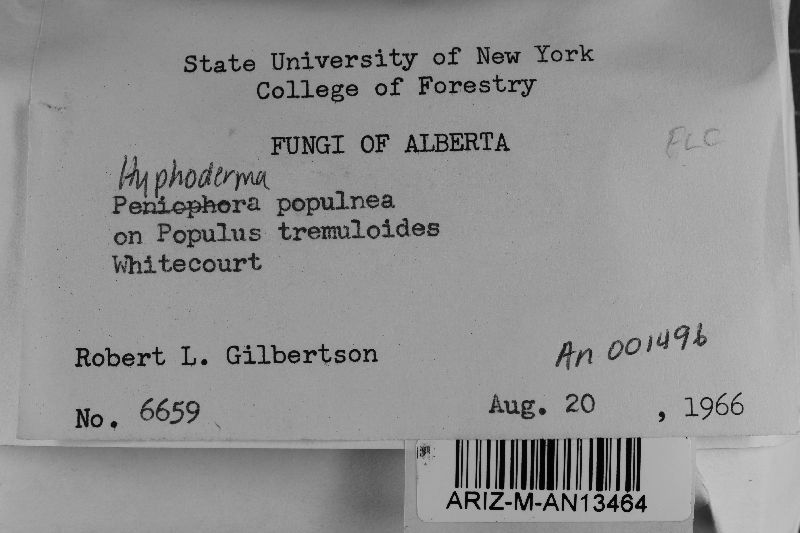 State University of New York
College of Forestry
FUNGI OF ALBERTA
FLC
Hyphoderma
Peniophora populnea
on Populus tremuloides
Whitecourt
Robert L. Gilbertson
An 001496
No. 6659
Aug. 20 , 1966
ARIZ-M-AN13464